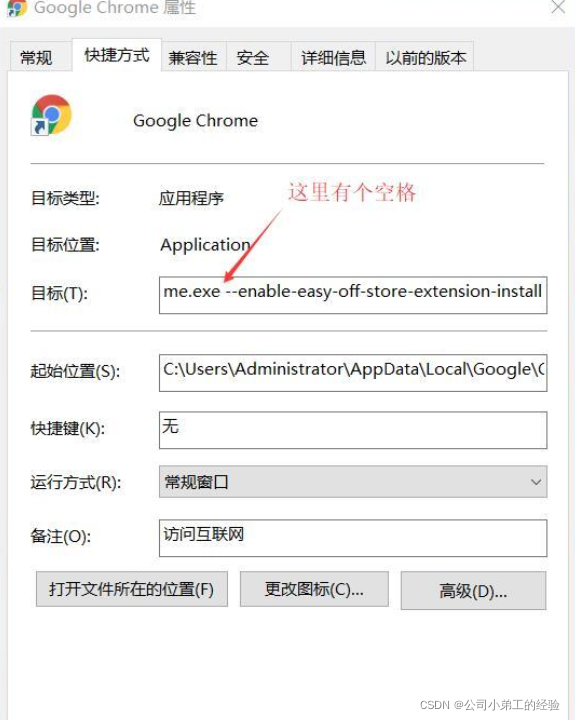 Google Chrome 属性
常规 快捷方式 兼容性 安全 详细信息 以前的版本
Google Chrome
这里有个空格
目标类型: 应用程序
目标位置: Application
目标(T): me.exe --enable-easy-off-store-extension-install
起始位置(S): C:\Users\Administrator\AppData\Local\Google\C
快捷键(K): 无
运行方式(R): 常规窗口
备注(O): 访问互联网
打开文件所在的位置(F) 更改图标(C)... 高级(D)...
CSDN @公司小弟工的经验